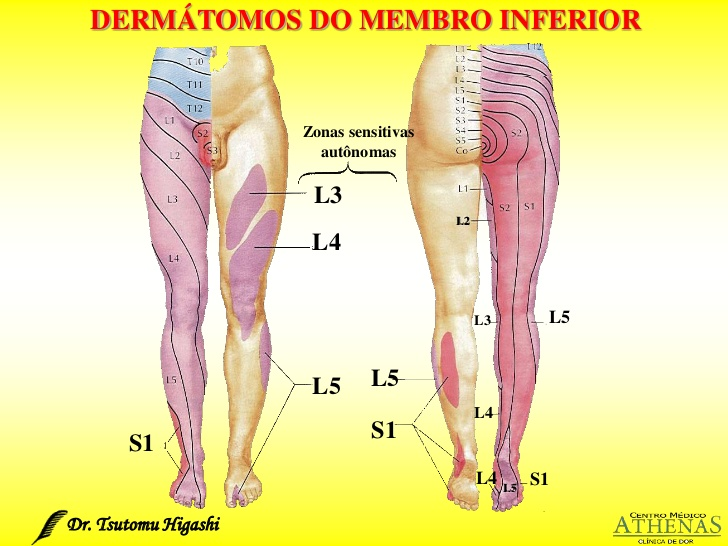 DERMÁTOMOS DO MEMBRO INFERIOR
T10
T11
T12
L1
L2
S2
S3
L3
L4
L5
S1
Zonas sensitivas
autônomas
L3
L4
L5
L1
L2
L3
L4
L5
S1
S2
S3
S4
S5
Co
T12
S2
L1
L2
S2
S1
L3
L5
L5
S1
L4
L4
L5
S1
Dr. Tsutomu Higashi
CENTRO MÉDICO
ATHENAS
CLÍNICA DE DOR